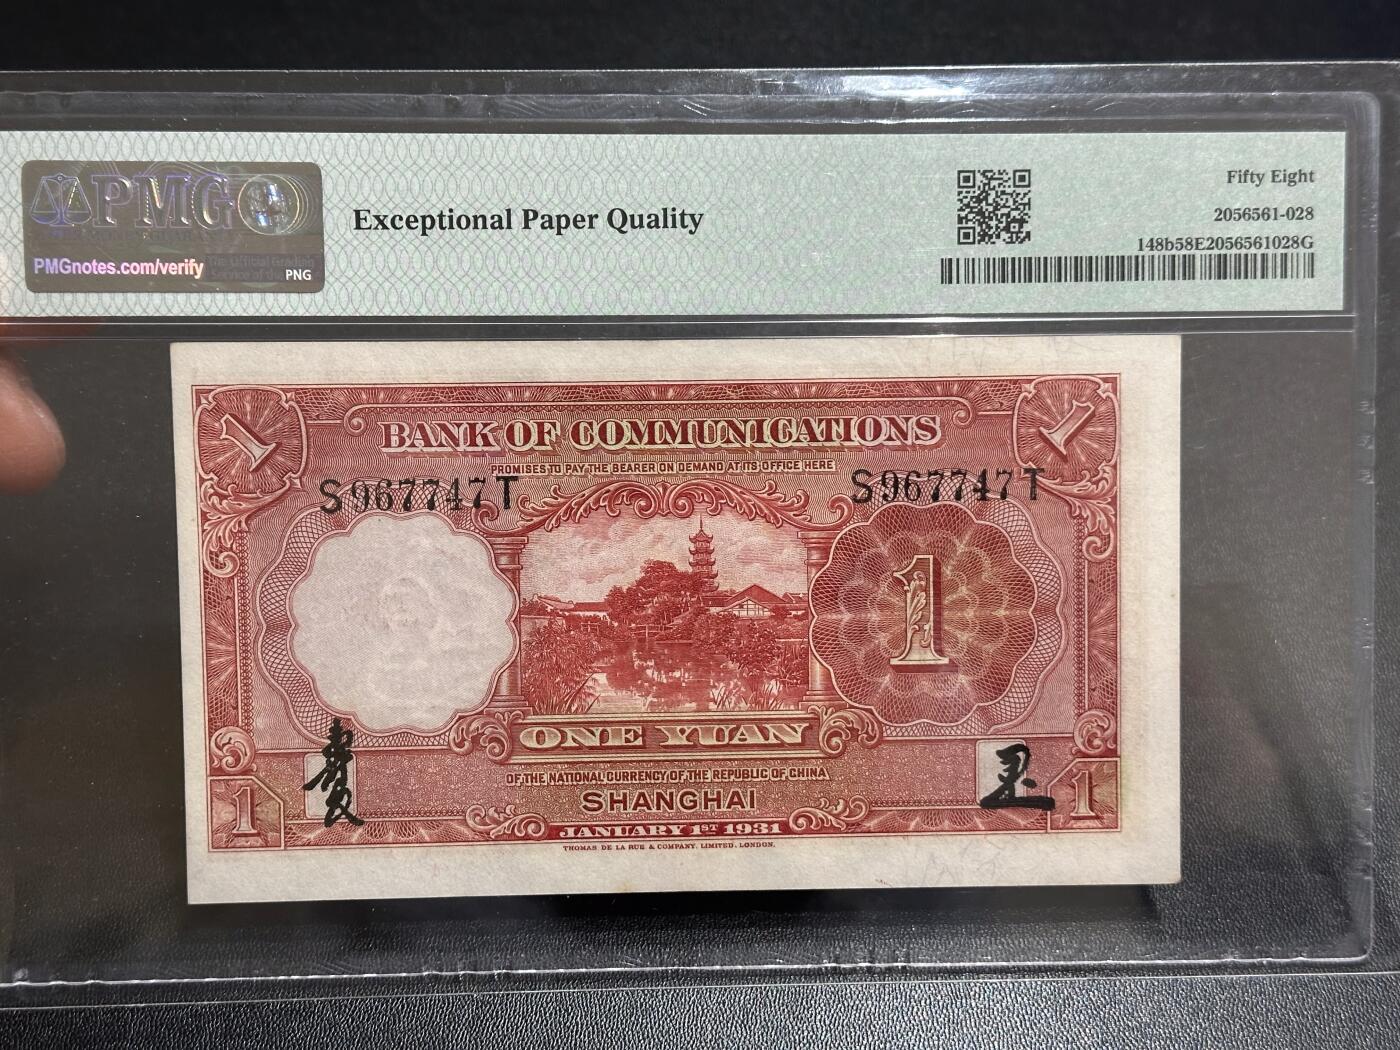 PMG
PMGnotes.com/verify
PNG
Exceptional Paper Quality
Fifty Eight
2056561-028
148b58E2056561028G
1 1
BANK OF COMMUNICATIONS
PROMISES TO PAY THE BEARER ON DEMAND AT ITS OFFICE HERE
S967747T S967747T
1
ONE YUAN
OF THE NATIONAL CURRENCY OF THE REPUBLIC OF CHINA
SHANGHAI
1 1
JANUARY 1ST 1931
THOMAS DE LA RUE & COMPANY, LIMITED, LONDON.